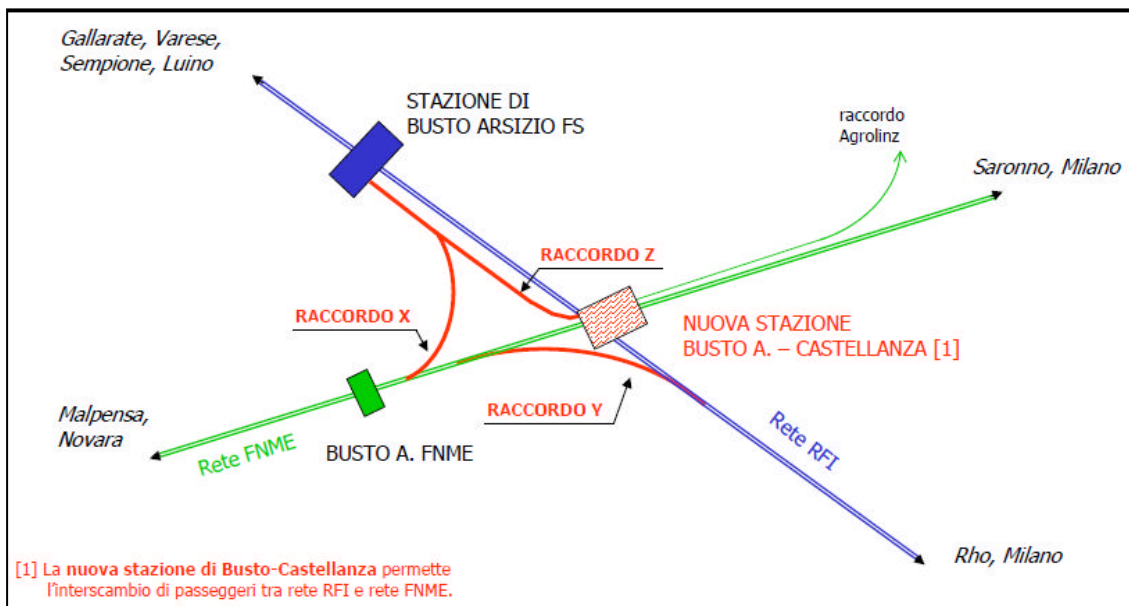 Gallarate, Varese,
Sempione, Luino
STAZIONE DI
BUSTO ARSIZIO FS
raccordo
Agrolinz
Saronno, Milano
RACCORDO Z
RACCORDO X
NUOVA STAZIONE
BUSTO A. – CASTELLANZA [1]
RACCORDO Y
Malpensa,
Novara
Rete FNME
BUSTO A. FNME
Rete RFI
Rho, Milano
[1] La nuova stazione di Busto-Castellanza permette
l'interscambio di passeggeri tra rete RFI e rete FNME.